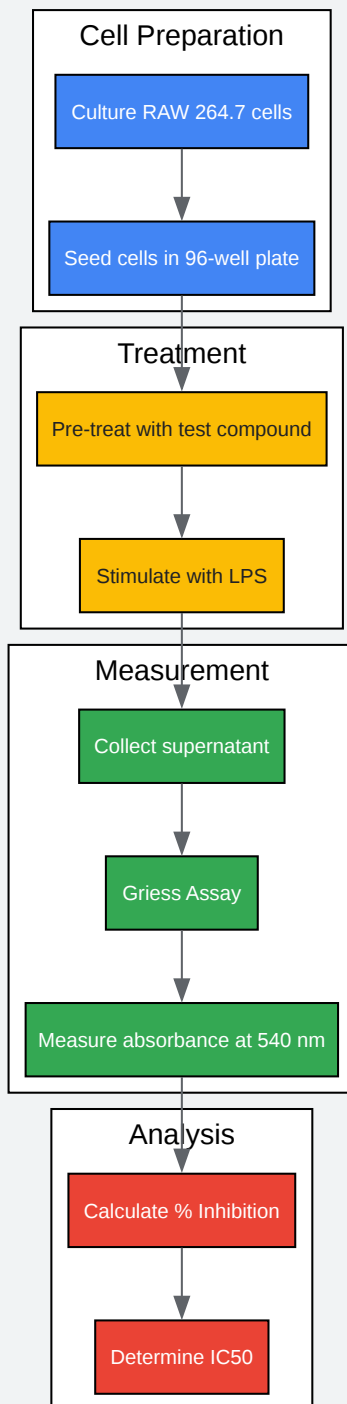 Cell Preparation
Culture RAW 264.7 cells
Seed cells in 96-well plate
Treatment
Pre-treat with test compound
Stimulate with LPS
Measurement
Collect supernatant
Griess Assay
Measure absorbance at 540 nm
Analysis
Calculate % Inhibition
Determine IC50